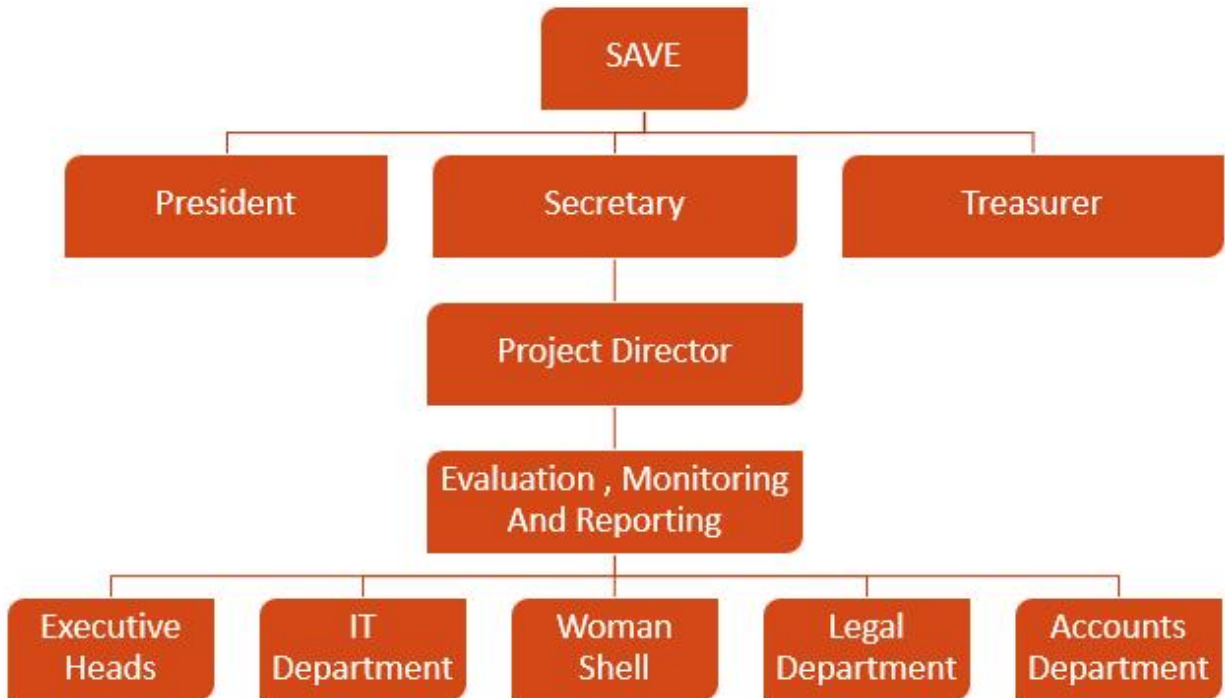 SAVE
President
Secretary
Treasurer
Project Director
Evaluation , Monitoring
And Reporting
Executive
Heads
IT
Department
Woman
Shell
Legal
Department
Accounts
Department